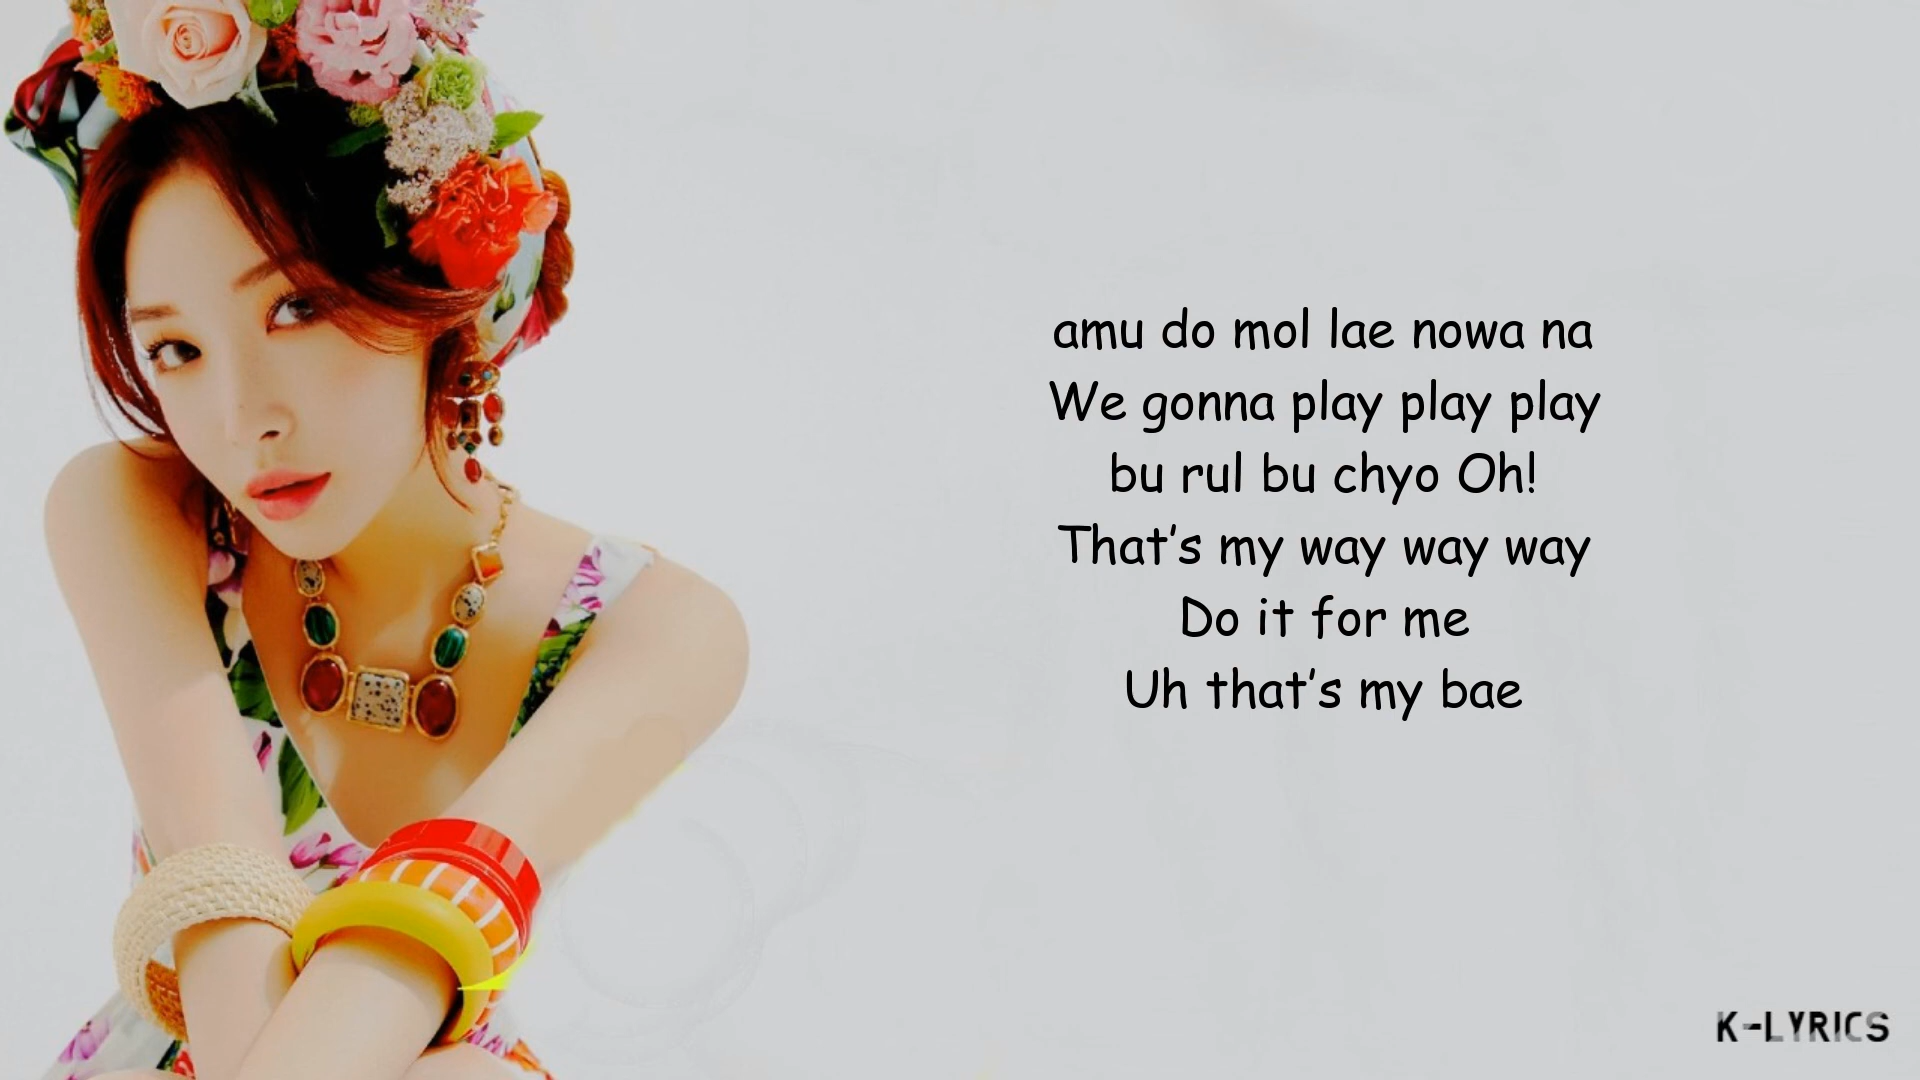 amu do mol lae nowa na
We gonna play play play
bu rul bu chyo Oh!
That's my way way way
Do it for me
Uh that's my bae
K-LYRICS